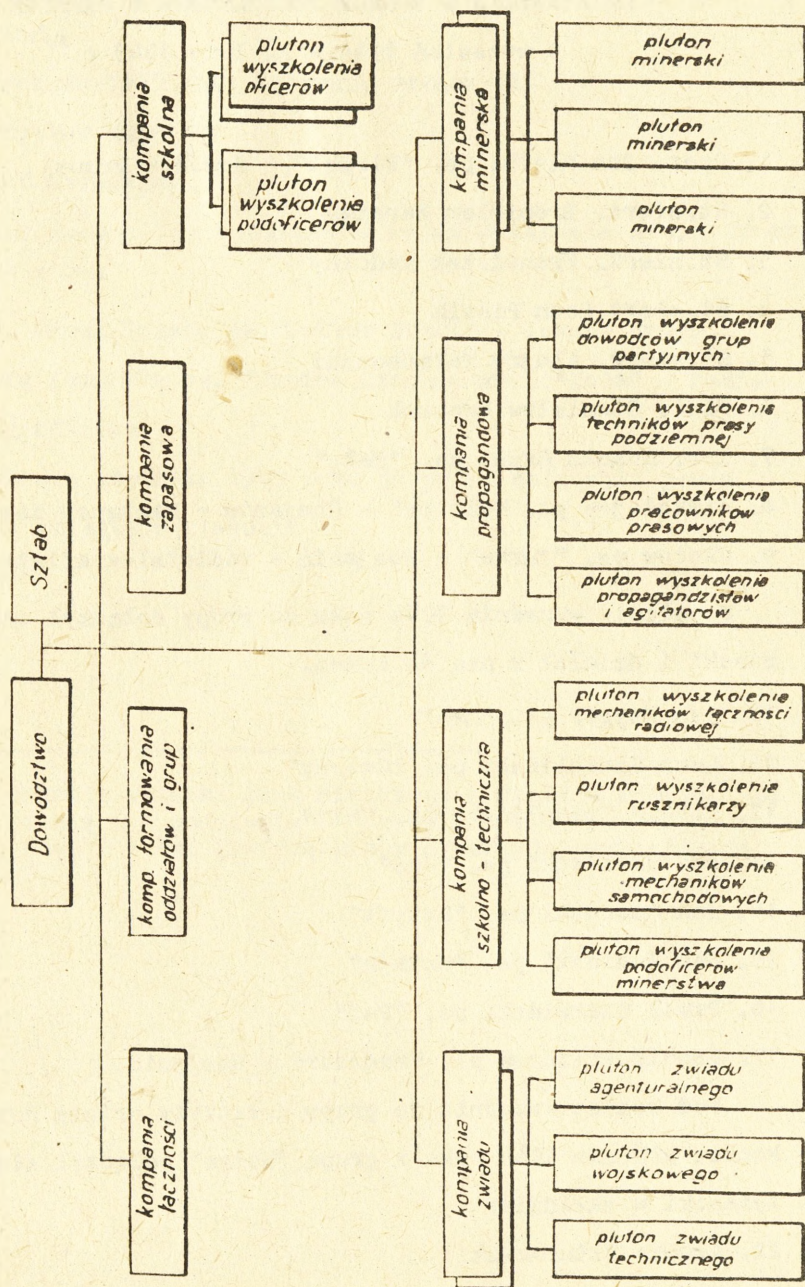 Dowództwo
Sztab
kompania
łączności
komp. formowania
oddziałów i grup
kompania
zapasowa
kompania
szkolna
pluton
wyszkolenia
podoficerów
pluton
wyszkolenia
oficerów
kompania
zwiadu
pluton zwiadu
technicznego
pluton zwiadu
wojskowego
pluton zwiadu
agenturalnego
kompania
szkolno - techniczna
pluton wyszkolenia
podoficerów
minerstwa
pluton wyszkolenia
mechaników
samochodowych
pluton wyszkolenia
rusznikarzy
pluton wyszkolenia
mechaników łączności
radiowej
kompania
propagandowa
pluton wyszkolenia
propagandzistów
i agitatorów
pluton wyszkolenia
pracowników
prasowych
pluton wyszkolenia
techników prasy
podziemnej
pluton wyszkolenie
dowódców grup
partyjnych
kompania
minerska
pluton
minerski
pluton
minerski
pluton
minerski